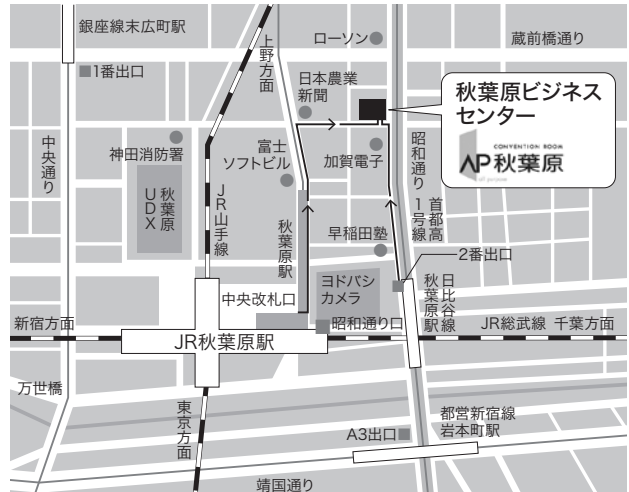 銀座線末広町駅
1番出口
上野方面
ローソン
蔵前橋通り
日本農業
新聞
秋葉原ビジネス
センター
CONVENTION ROOM
AP秋葉原
中央通り
神田消防署
富士
ソフトビル
加賀電子
昭和通り
首都高
1号線
秋葉原
UDX
JR山手線
秋葉原駅
早稲田塾
2番出口
中央改札口
ヨドバシ
カメラ
日比谷線
秋葉原駅
新宿方面
昭和通り口
JR総武線 千葉方面
JR秋葉原駅
万世橋
東京方面
A3出口
都営新宿線
岩本町駅
靖国通り